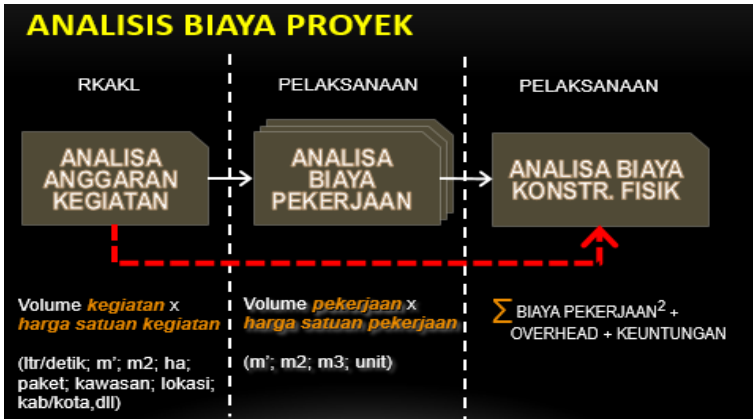 ANALISIS BIAYA PROYEK
RKAKL
PELAKSANAAN
PELAKSANAAN
ANALISA
ANGGARAN
KEGIATAN
ANALISA
BIAYA
PEKERJAAN
ANALISA BIAYA
KONSTR. FISIK
Volume kegiatan x
harga satuan kegiatan
(ltr/detik; m'; m2; ha;
paket; kawasan; lokasi;
kab/kota,dll)
Volume pekerjaan x
harga satuan pekerjaan
(m'; m2; m3; unit)
∑ BIAYA PEKERJAAN² +
OVERHEAD + KEUNTUNGAN